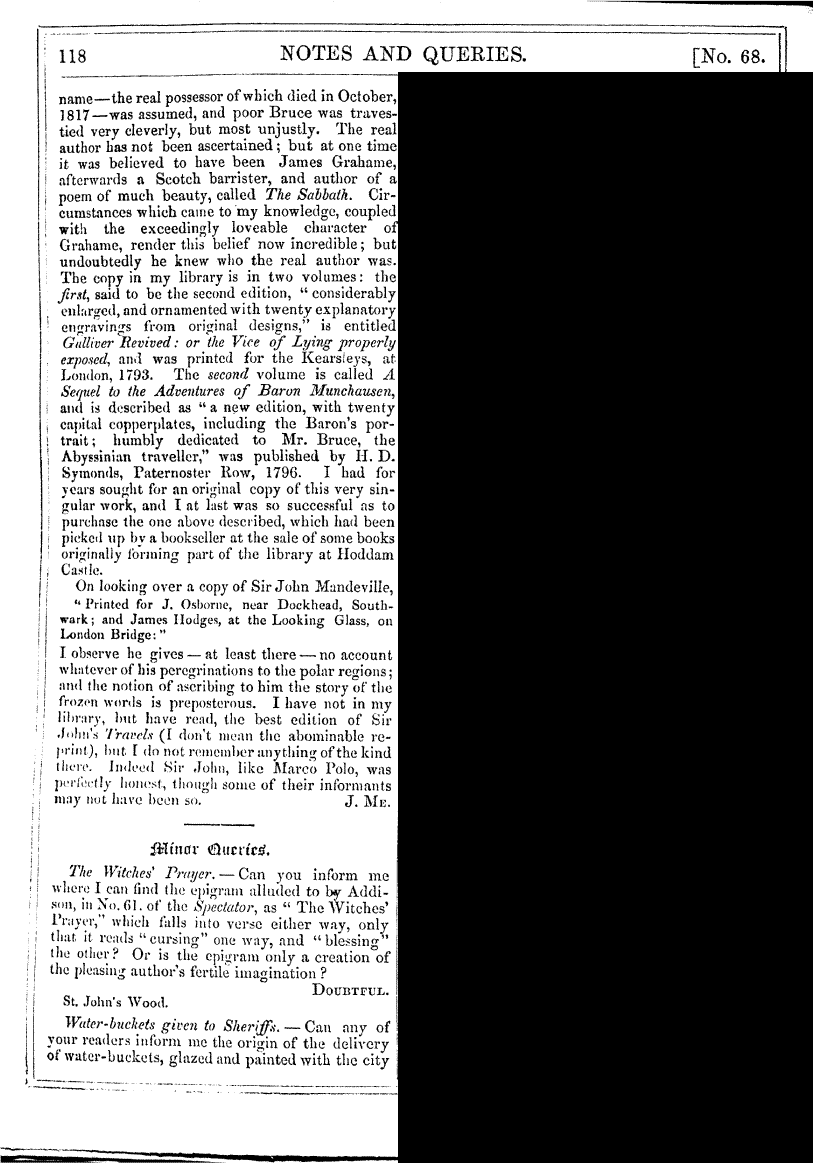 118 NOTES AND QUERIES. [No. 68.
name—the real possessor of which died in October,
1817—was assumed, and poor Bruce was traves-
tied very cleverly, but most unjustly. The real
author has not been ascertained; but at one time
it was believed to have been James Grahame,
afterwards a Scotch barrister, and author of a
poem of much beauty, called The Sabbath. Cir-
cumstances which came to my knowledge, coupled
with the exceedingly loveable character of
Grahame, render this belief now incredible; but
undoubtedly he knew who the real author was.
The copy in my library is in two volumes: the
first, said to be the second edition, "considerably
enlarged, and ornamented with twenty explanatory
engravings from original designs," is entitled
Gulliver Revived: or the Vice of Lying properly
exposed, and was printed for the Kearsleys, at
London, 1793. The second volume is called A
Sequel to the Adventures of Baron Munchausen,
and is described as "a new edition, with twenty
capital copperplates, including the Baron's por-
trait; humbly dedicated to Mr. Bruce, the
Abyssinian traveller," was published by H. D.
Symonds, Paternoster Row, 1796. I had for
years sought for an original copy of this very sin-
gular work, and I at last was so successful as to
purchase the one above described, which had been
picked up by a bookseller at the sale of some books
originally forming part of the library at Hoddam
Castle.
On looking over a copy of Sir John Mandeville,
"Printed for J. Osborne, near Dockhead, South-
wark; and James Hodges, at the Looking Glass, on
London Bridge:"
I observe he gives—at least there—no account
whatever of his peregrinations to the polar regions;
and the notion of ascribing to him the story of the
frozen words is preposterous. I have not in my
library, but have read, the best edition of Sir
John's Travels (I don't mean the abominable re-
print), but I do not remember anything of the kind
there. Indeed Sir John, like Marco Polo, was
perfectly honest, though some of their informants
may not have been so. J. ME.
Minor Queries.
The Witches' Prayer.—Can you inform me
where I can find the epigram alluded to by Addi-
son, in No. 61. of the Spectator, as "The Witches'
Prayer," which falls into verse either way, only
that it reads "cursing" one way, and "blessing"
the other? Or is the epigram only a creation of
the pleasing author's fertile imagination?
DOUBTFUL.
St. John's Wood.
Water-buckets given to Sheriffs.—Can any of
your readers inform me the origin of the delivery
of water-buckets, glazed and painted with the city